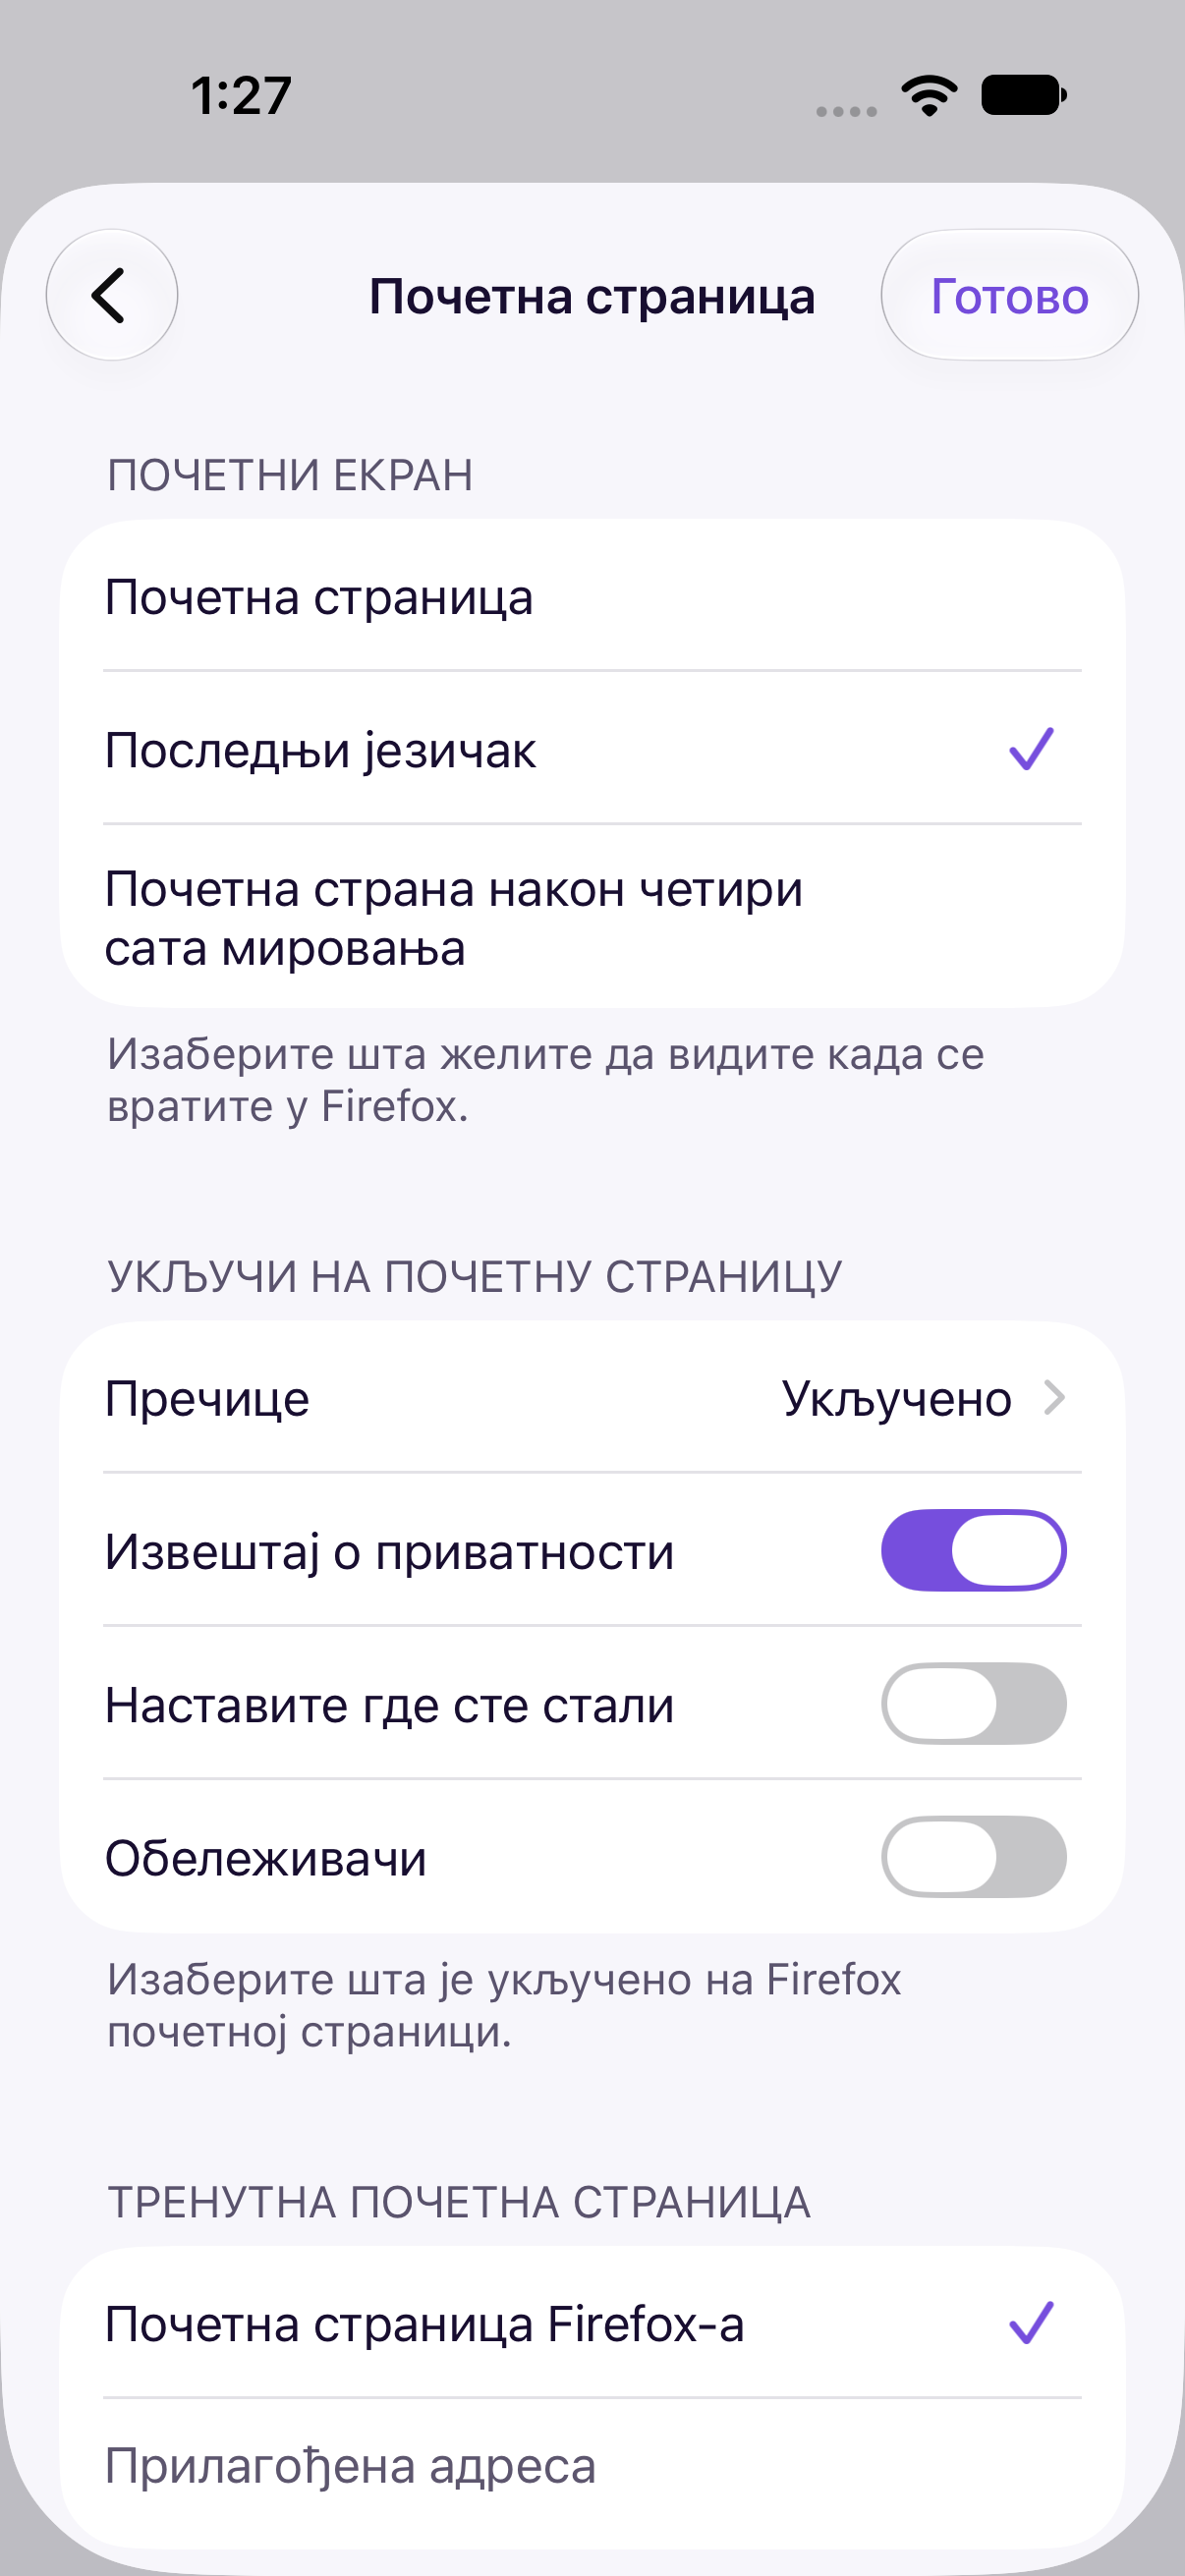 1:27
Почетна страница
Готово
ПОЧЕТНИ ЕКРАН
Почетна страница
Последњи језичак
Почетна страна након четири
сата мировања
Изаберите шта желите да видите када се
вратите у Firefox.
УКЉУЧИ НА ПОЧЕТНУ СТРАНИЦУ
Пречице
Укључено
Извештај о приватности
Наставите где сте стали
Обележивачи
Изаберите шта је укључено на Firefox
почетној страници.
ТРЕНУТНА ПОЧЕТНА СТРАНИЦА
Почетна страница Firefox-а
Прилагођена адреса